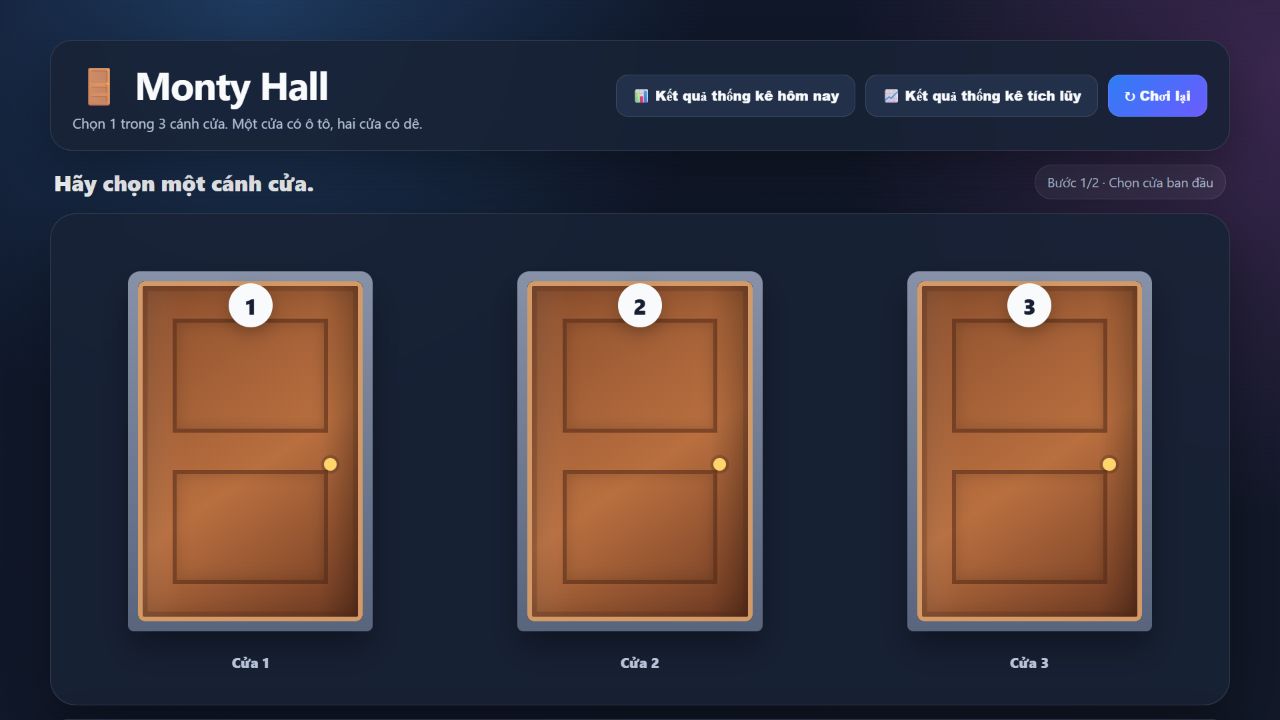 Monty Hall
Chọn 1 trong 3 cánh cửa. Một cửa có ô tô, hai cửa có dê.
Kết quả thống kê hôm nay
Kết quả thống kê tích lũy
↻ Chơi lại
Hãy chọn một cánh cửa.
Bước 1/2 · Chọn cửa ban đầu
1
2
3
Cửa 1
Cửa 2
Cửa 3